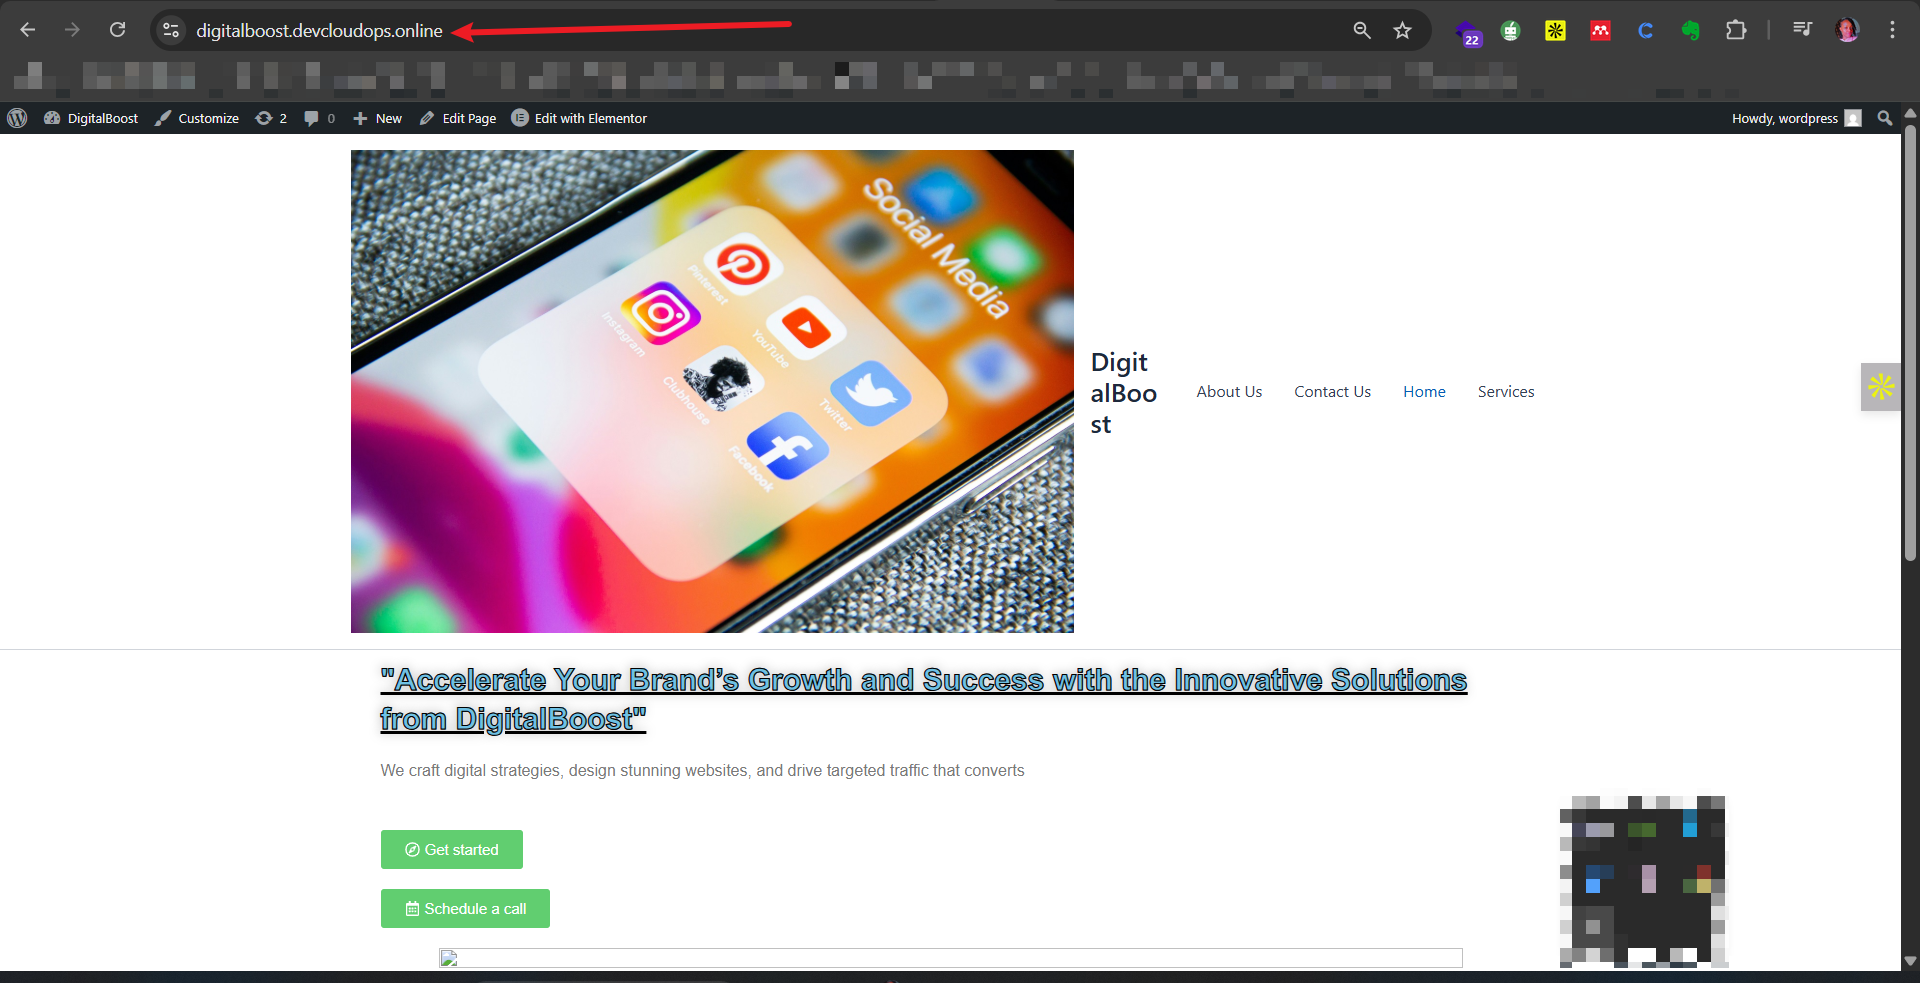 digitalboost.devcloudops.online
22
DigitalBoost
Customize
2
0
New
Edit Page
Edit with Elementor
Howdy, wordpress
Social Media
Pinterest
Instagram
YouTube
Clubhouse
Twitter
Facebook
Digit
alBoo
st
About Us
Contact Us
Home
Services
"Accelerate Your Brand’s Growth and Success with the Innovative Solutions
from DigitalBoost"
We craft digital strategies, design stunning websites, and drive targeted traffic that converts
Get started
Schedule a call